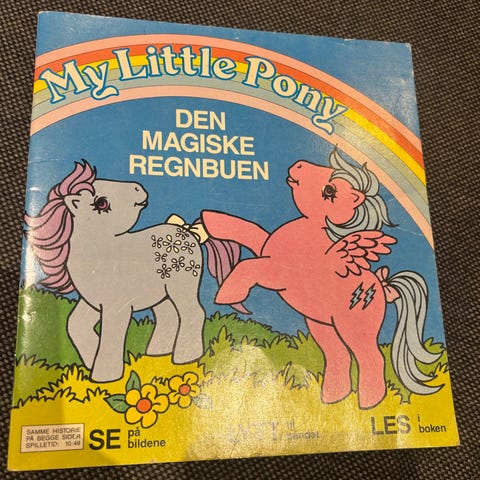 My Little Pony
DEN
MAGISKE
REGNBUEN
SAMME HISTORIE
PÅ BEGGE SIDER
SPILLETID: 10:49
SE på
bildene
LES i
boken